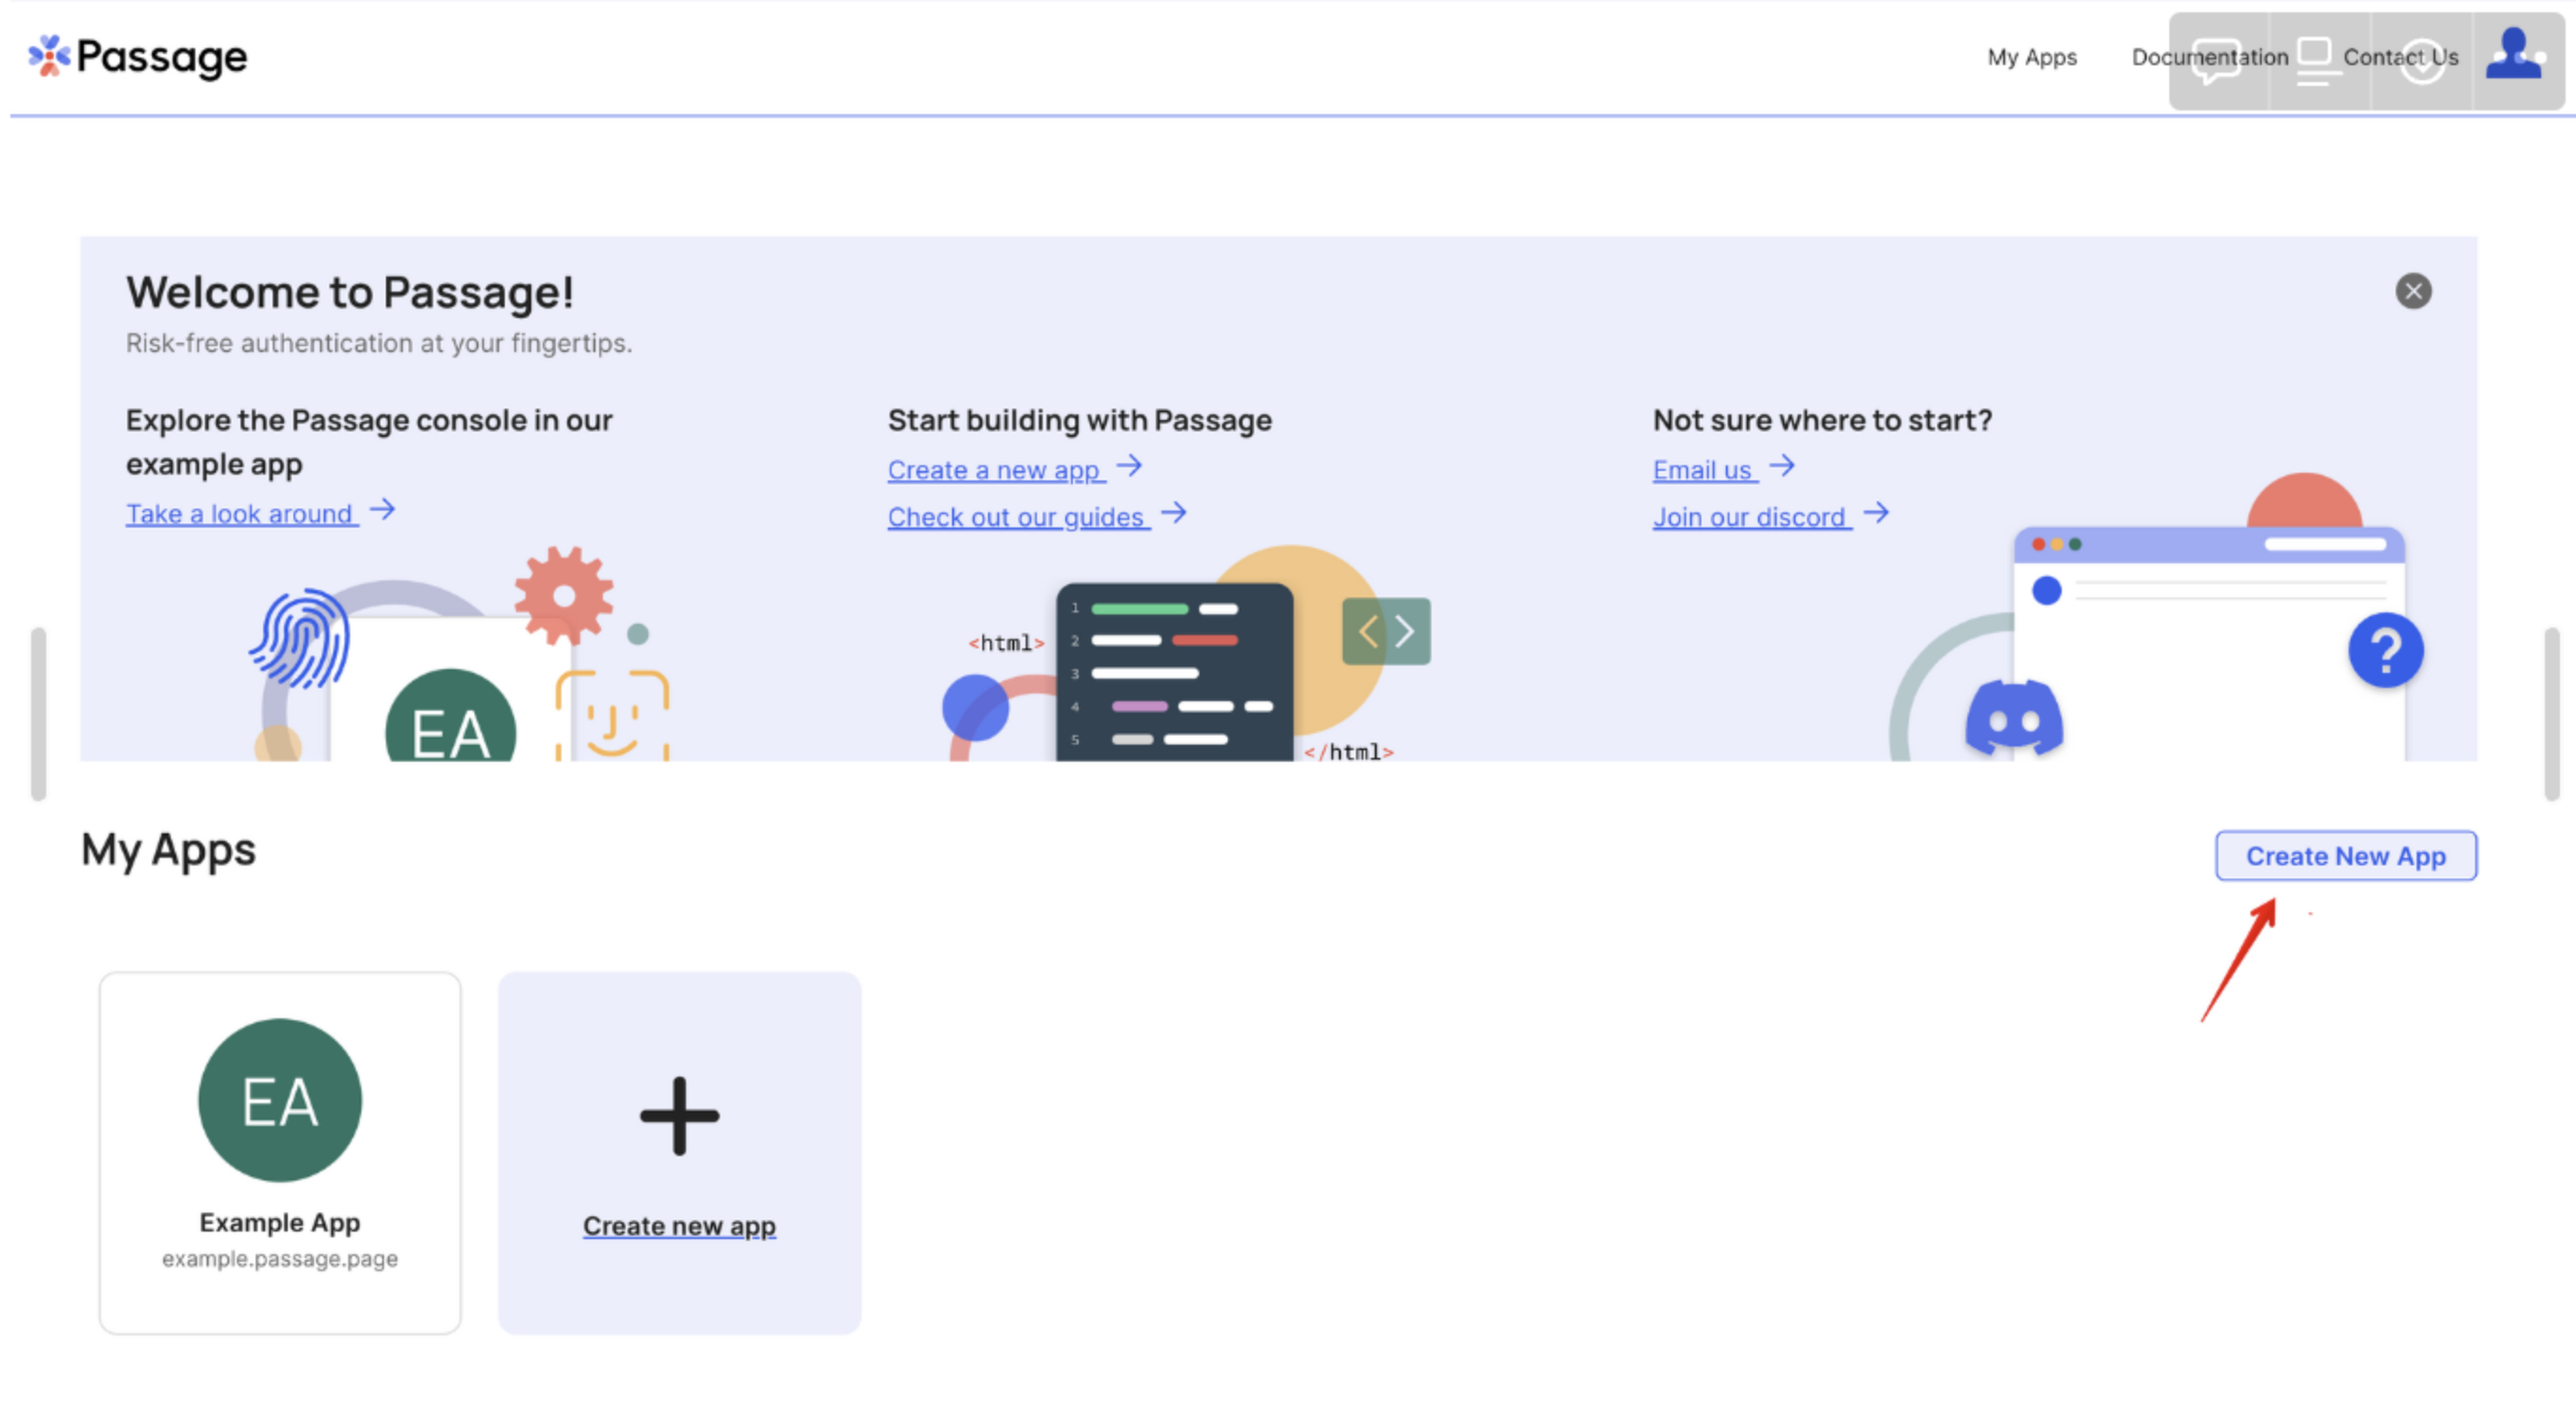 Passage
My Apps
Documentation
Contact Us
Welcome to Passage!
Risk-free authentication at your fingertips.
Explore the Passage console in our
example app
Take a look around
Start building with Passage
Create a new app
Check out our guides
Not sure where to start?
Email us
Join our discord
EA
<html>
1
2
3
4
5
</html>
?
My Apps
Create New App
EA
Example App
example.passage.page
Create new app